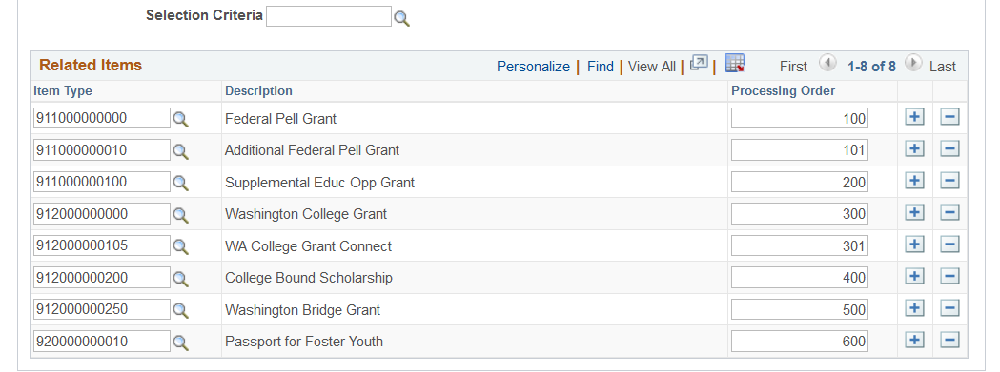 Selection Criteria
Related Items Personalize | Find | View All | | First 1-8 of 8 Last
Item Type Description Processing Order
911000000000 Federal Pell Grant 100
911000000010 Additional Federal Pell Grant 101
911000000100 Supplemental Educ Opp Grant 200
912000000000 Washington College Grant 300
912000000105 WA College Grant Connect 301
912000000200 College Bound Scholarship 400
912000000250 Washington Bridge Grant 500
920000000010 Passport for Foster Youth 600